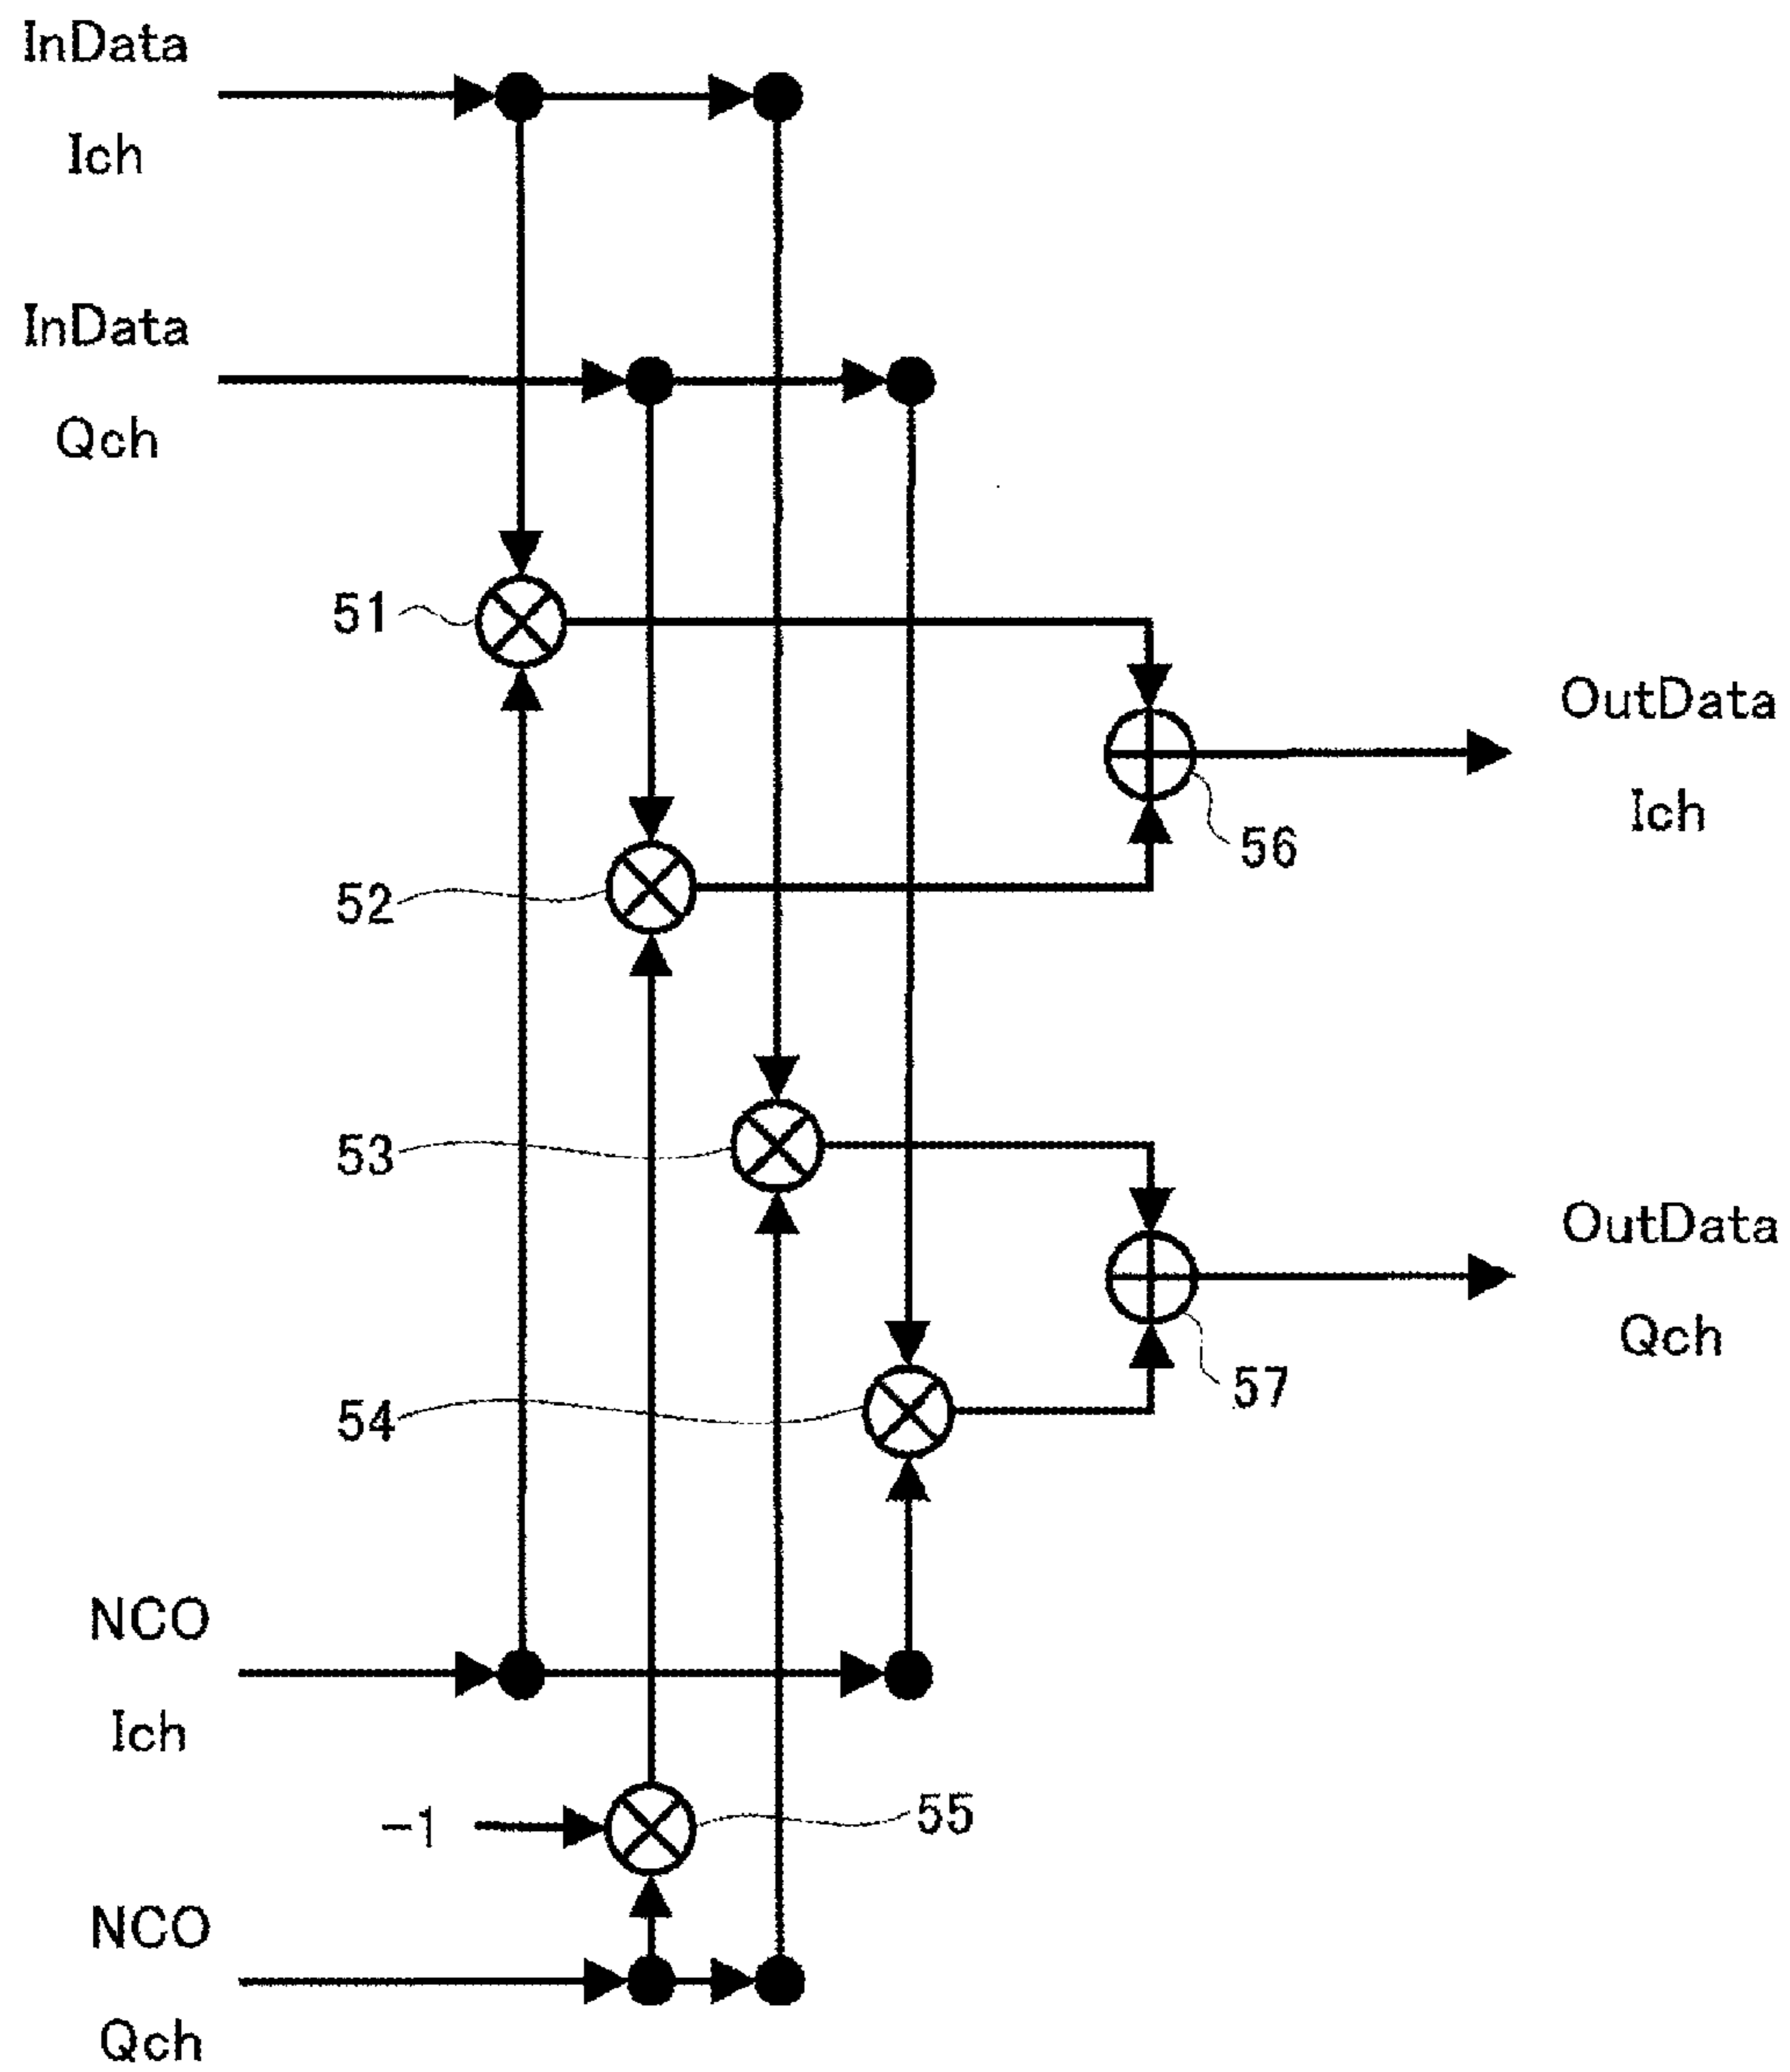 InData
Ich
InData
Qch
51
OutData
Ich
56
52
53
OutData
Qch
57
54
NCO
Ich
-1
55
NCO
Qch